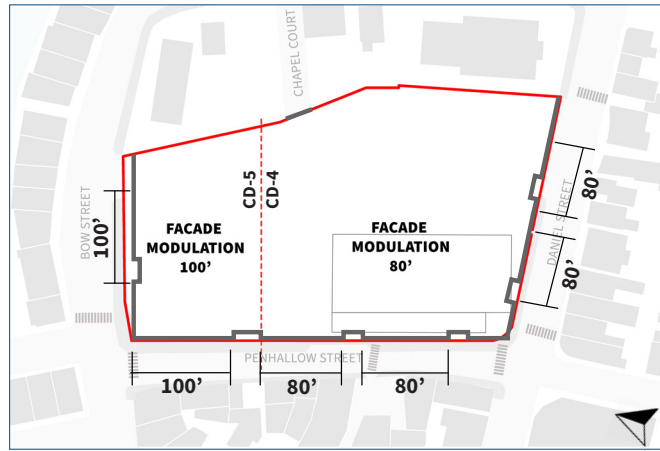 CHAPEL COURT
CD-5
CD-4
BOW STREET
100’
FACADE
MODULATION
100’
FACADE
MODULATION
80’
DANIEL STREET
80’
80’
PENHALLOW STREET
100’
80’
80’